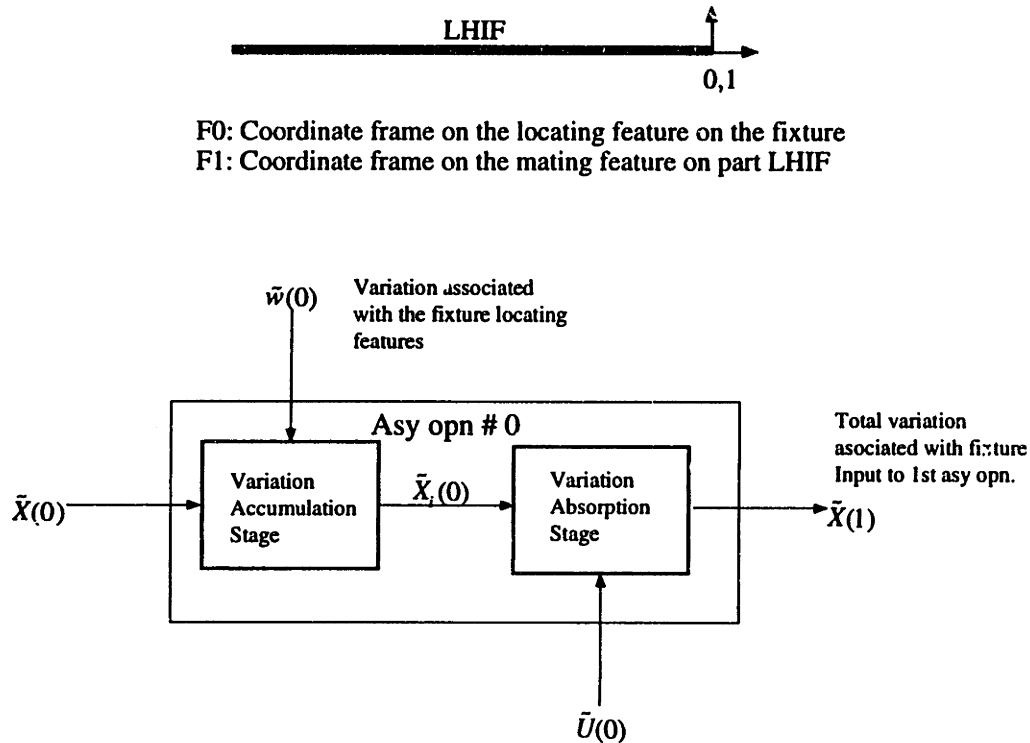 LHIF
0,1
F0: Coordinate frame on the locating feature on the fixture
F1: Coordinate frame on the mating feature on part LHIF
w̃(0)
Variation associated
with the fixture locating
features
Asy opn # 0
Variation
Accumulation
Stage
X̃(0)
X̃ᵢ(0)
Variation
Absorption
Stage
Total variation
asociated with fixture
Input to 1st asy opn.
X̃(1)
Ũ(0)